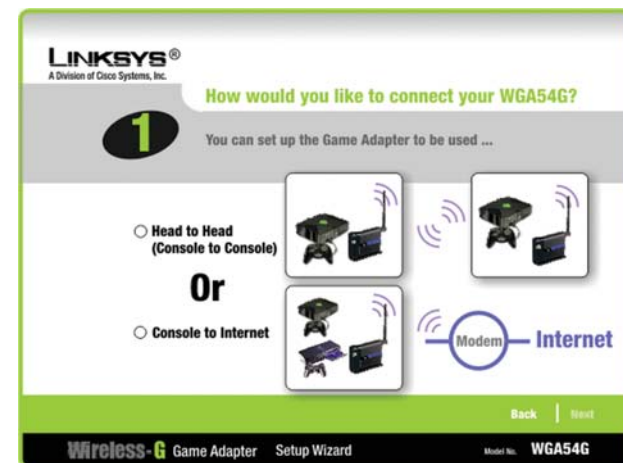 LINKSYS®
A Division of Cisco Systems, Inc.
How would you like to connect your WGA54G?
1
You can set up the Game Adapter to be used ...
Head to Head
(Console to Console)
Or
Console to Internet
Modem
Internet
Back | Next
Wireless-G Game Adapter Setup Wizard Model No. WGA54G